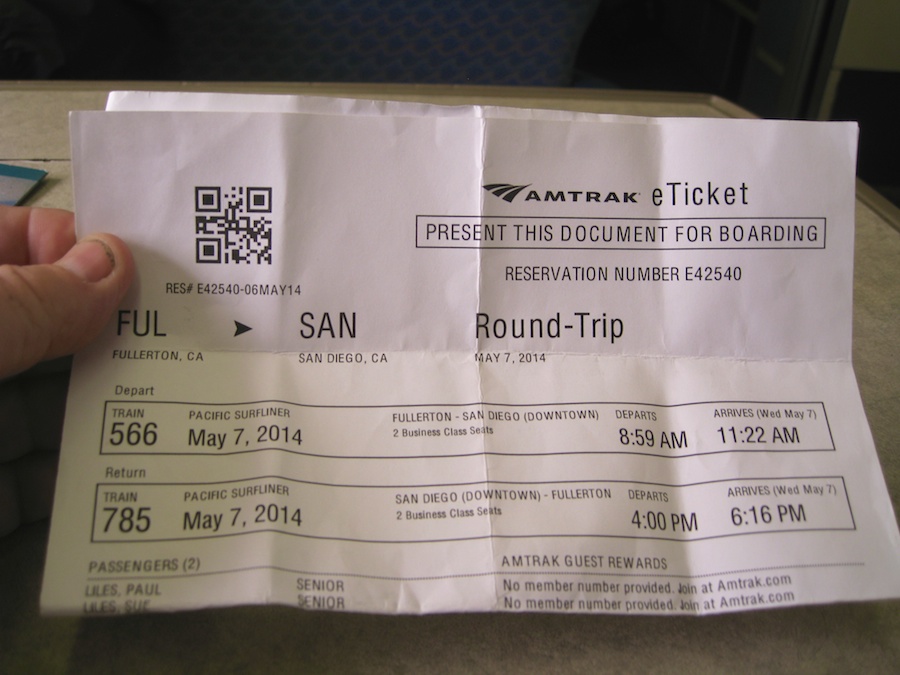 AMTRAK eTicket
PRESENT THIS DOCUMENT FOR BOARDING
RESERVATION NUMBER E42540
RES# E42540-06MAY14
FUL ➤ SAN Round-Trip
FULLERTON, CA SAN DIEGO, CA MAY 7, 2014
Depart
TRAIN PACIFIC SURFLINER FULLERTON - SAN DIEGO (DOWNTOWN) DEPARTS ARRIVES (Wed May 7)
566 May 7, 2014 2 Business Class Seats 8:59 AM 11:22 AM
Return
TRAIN PACIFIC SURFLINER SAN DIEGO (DOWNTOWN) - FULLERTON DEPARTS ARRIVES (Wed May 7)
785 May 7, 2014 2 Business Class Seats 4:00 PM 6:16 PM
PASSENGERS (2) AMTRAK GUEST REWARDS
LILES, PAUL SENIOR No member number provided. Join at Amtrak.com
LILES, SUE SENIOR No member number provided. Join at Amtrak.com